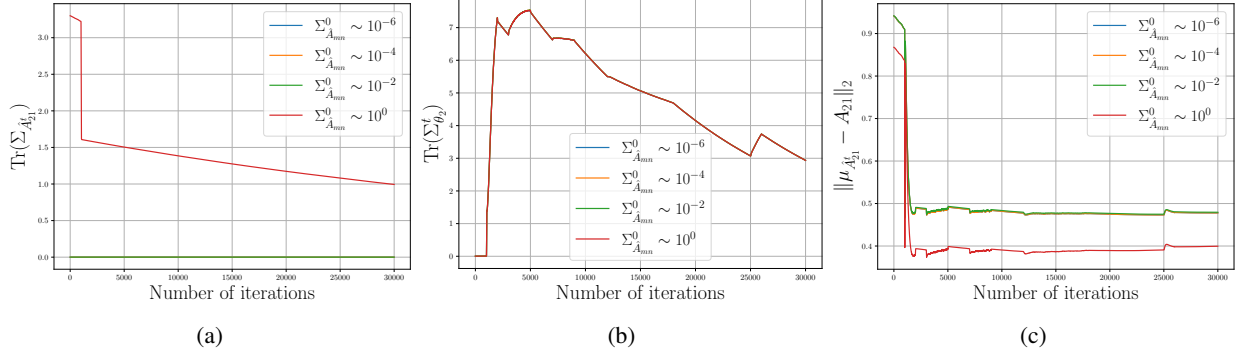 3.0
2.5
2.0
1.5
1.0
0.5
0.0
Tr(Σ_{Â^t_{21}})
Σ^0_{Â_{mn}} ∼ 10^{-6}
Σ^0_{Â_{mn}} ∼ 10^{-4}
Σ^0_{Â_{mn}} ∼ 10^{-2}
Σ^0_{Â_{mn}} ∼ 10^0
0 5000 10000 15000 20000 25000 30000
Number of iterations
(a)
7
6
5
4
3
2
1
0
Tr(Σ^t_{θ_2})
Σ^0_{Â_{mn}} ∼ 10^{-6}
Σ^0_{Â_{mn}} ∼ 10^{-4}
Σ^0_{Â_{mn}} ∼ 10^{-2}
Σ^0_{Â_{mn}} ∼ 10^0
0 5000 10000 15000 20000 25000 30000
Number of iterations
(b)
0.9
0.8
0.7
0.6
0.5
0.4
||μ_{Â^t_{21}} − A_{21}||_2
Σ^0_{Â_{mn}} ∼ 10^{-6}
Σ^0_{Â_{mn}} ∼ 10^{-4}
Σ^0_{Â_{mn}} ∼ 10^{-2}
Σ^0_{Â_{mn}} ∼ 10^0
0 5000 10000 15000 20000 25000 30000
Number of iterations
(c)